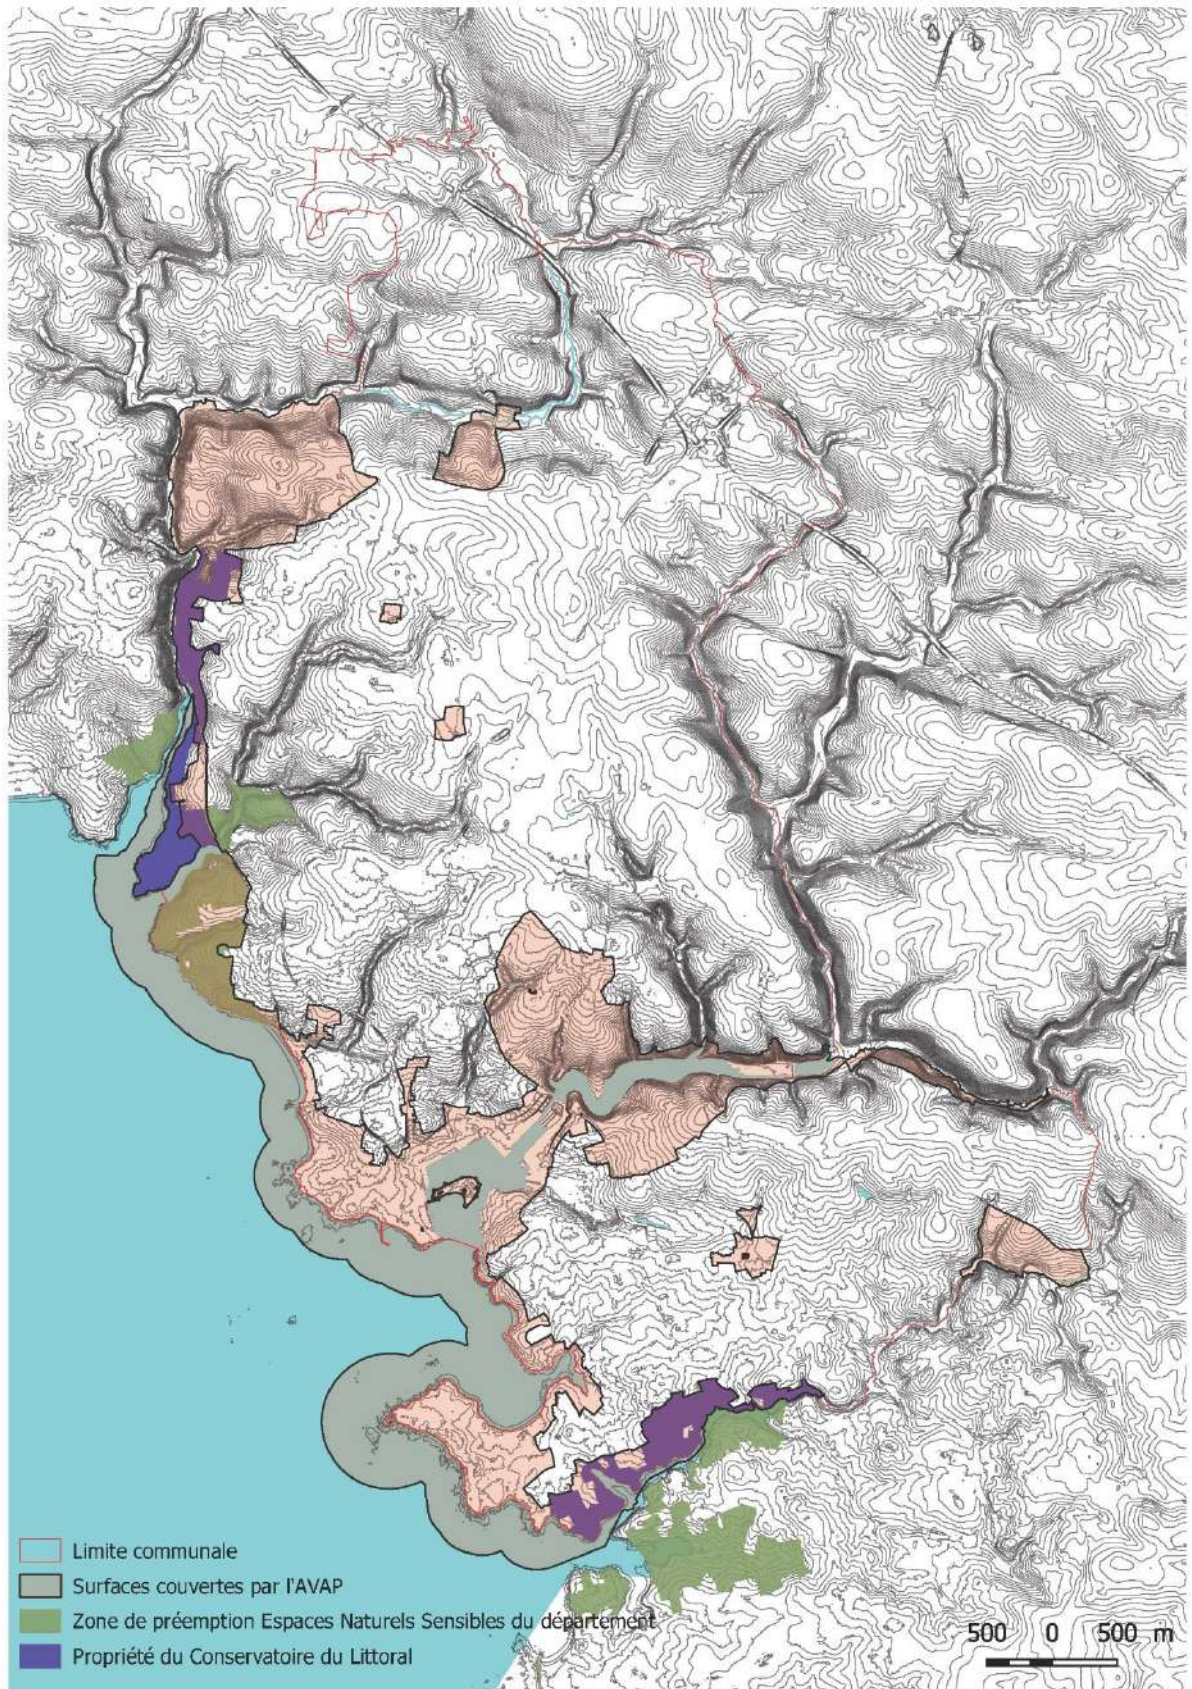 Limite communale
Surfaces couvertes par l'AVAP
Zone de préemption Espaces Naturels Sensibles du département
Propriété du Conservatoire du Littoral
500 0 500 m